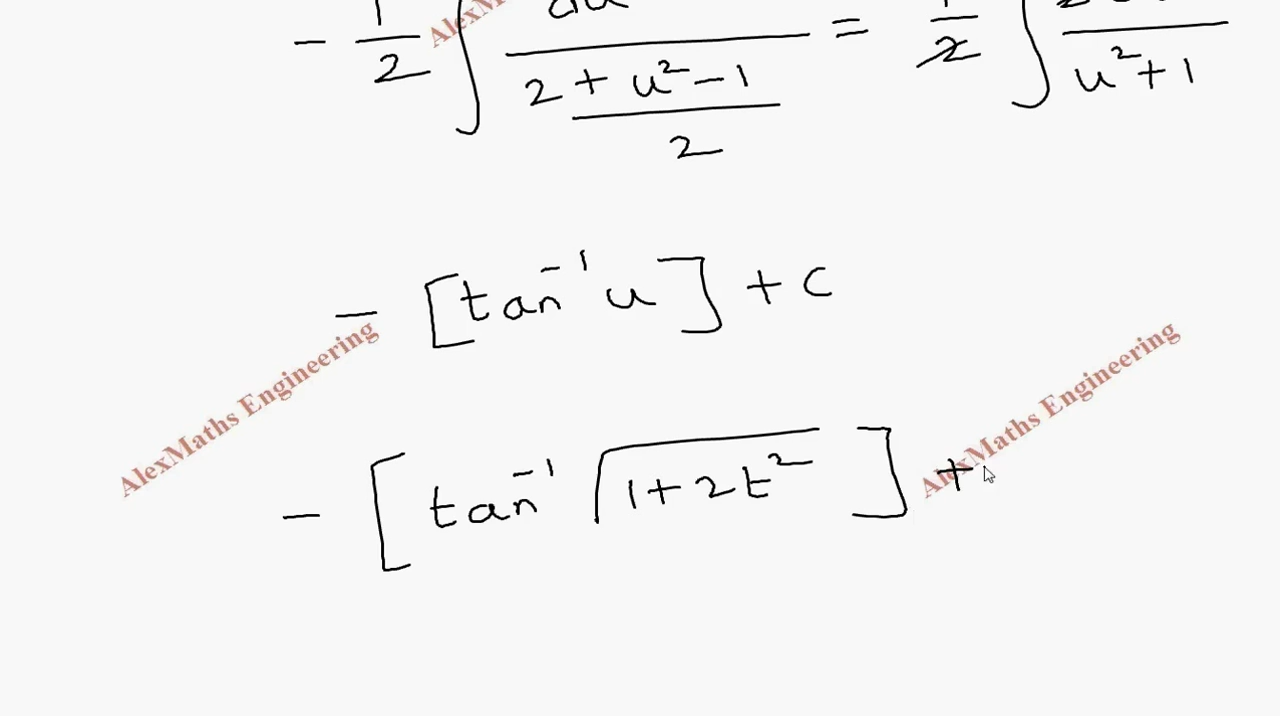 - 1/2 ∫ du / (2 + (u² - 1)/2) = 1/2 ∫ / (u² + 1)
- [tan⁻¹ u] + c
AlexMaths Engineering
AlexMaths Engineering
- [tan⁻¹ √(1+2t²)] +